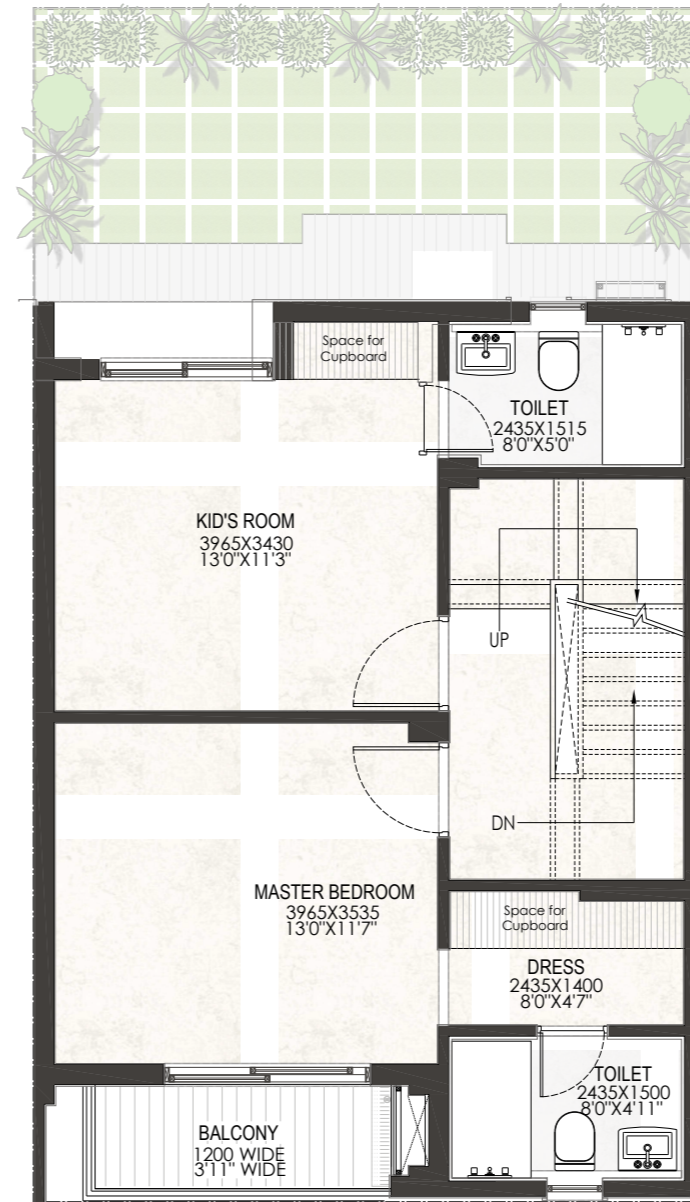 Space for
Cupboard
TOILET
2435X1515
8'0"X5'0"
KID'S ROOM
3965X3430
13'0"X11'3"
UP
DN
MASTER BEDROOM
3965X3535
13'0"X11'7"
Space for
Cupboard
DRESS
2435X1400
8'0"X4'7"
TOILET
2435X1500
8'0"X4'11"
BALCONY
1200 WIDE
3'11" WIDE